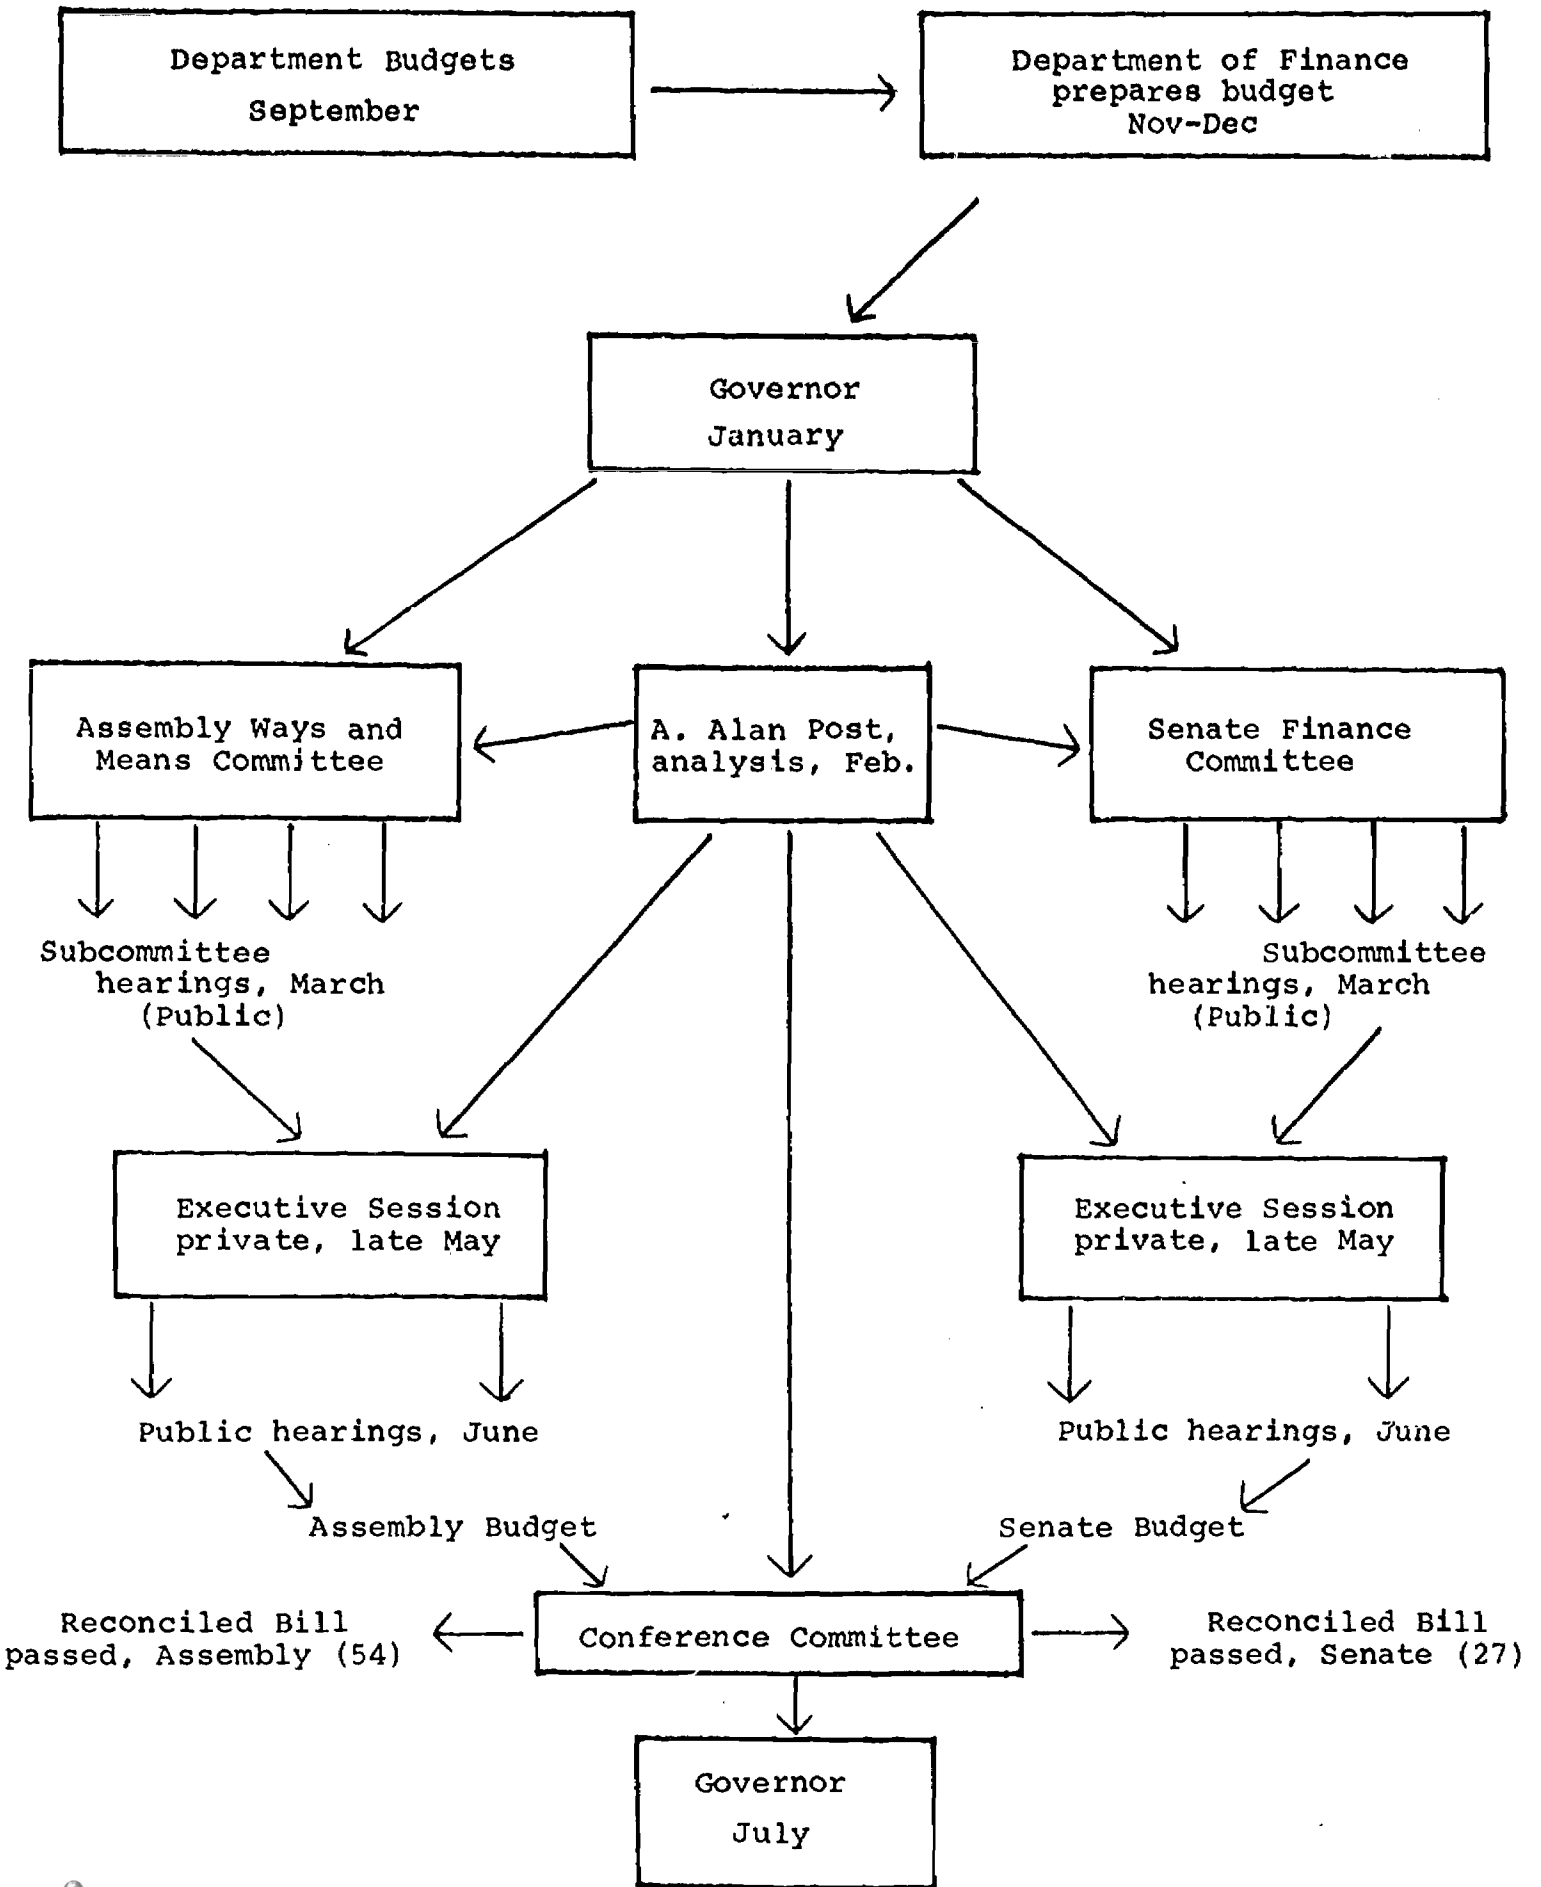 Department Budgets
September
Department of Finance
prepares budget
Nov-Dec
Governor
January
Assembly Ways and
Means Committee
A. Alan Post,
analysis, Feb.
Senate Finance
Committee
Subcommittee
hearings, March
(Public)
Subcommittee
hearings, March
(Public)
Executive Session
private, late May
Executive Session
private, late May
Public hearings, June
Public hearings, June
Assembly Budget
Senate Budget
Reconciled Bill
passed, Assembly (54)
Conference Committee
Reconciled Bill
passed, Senate (27)
Governor
July